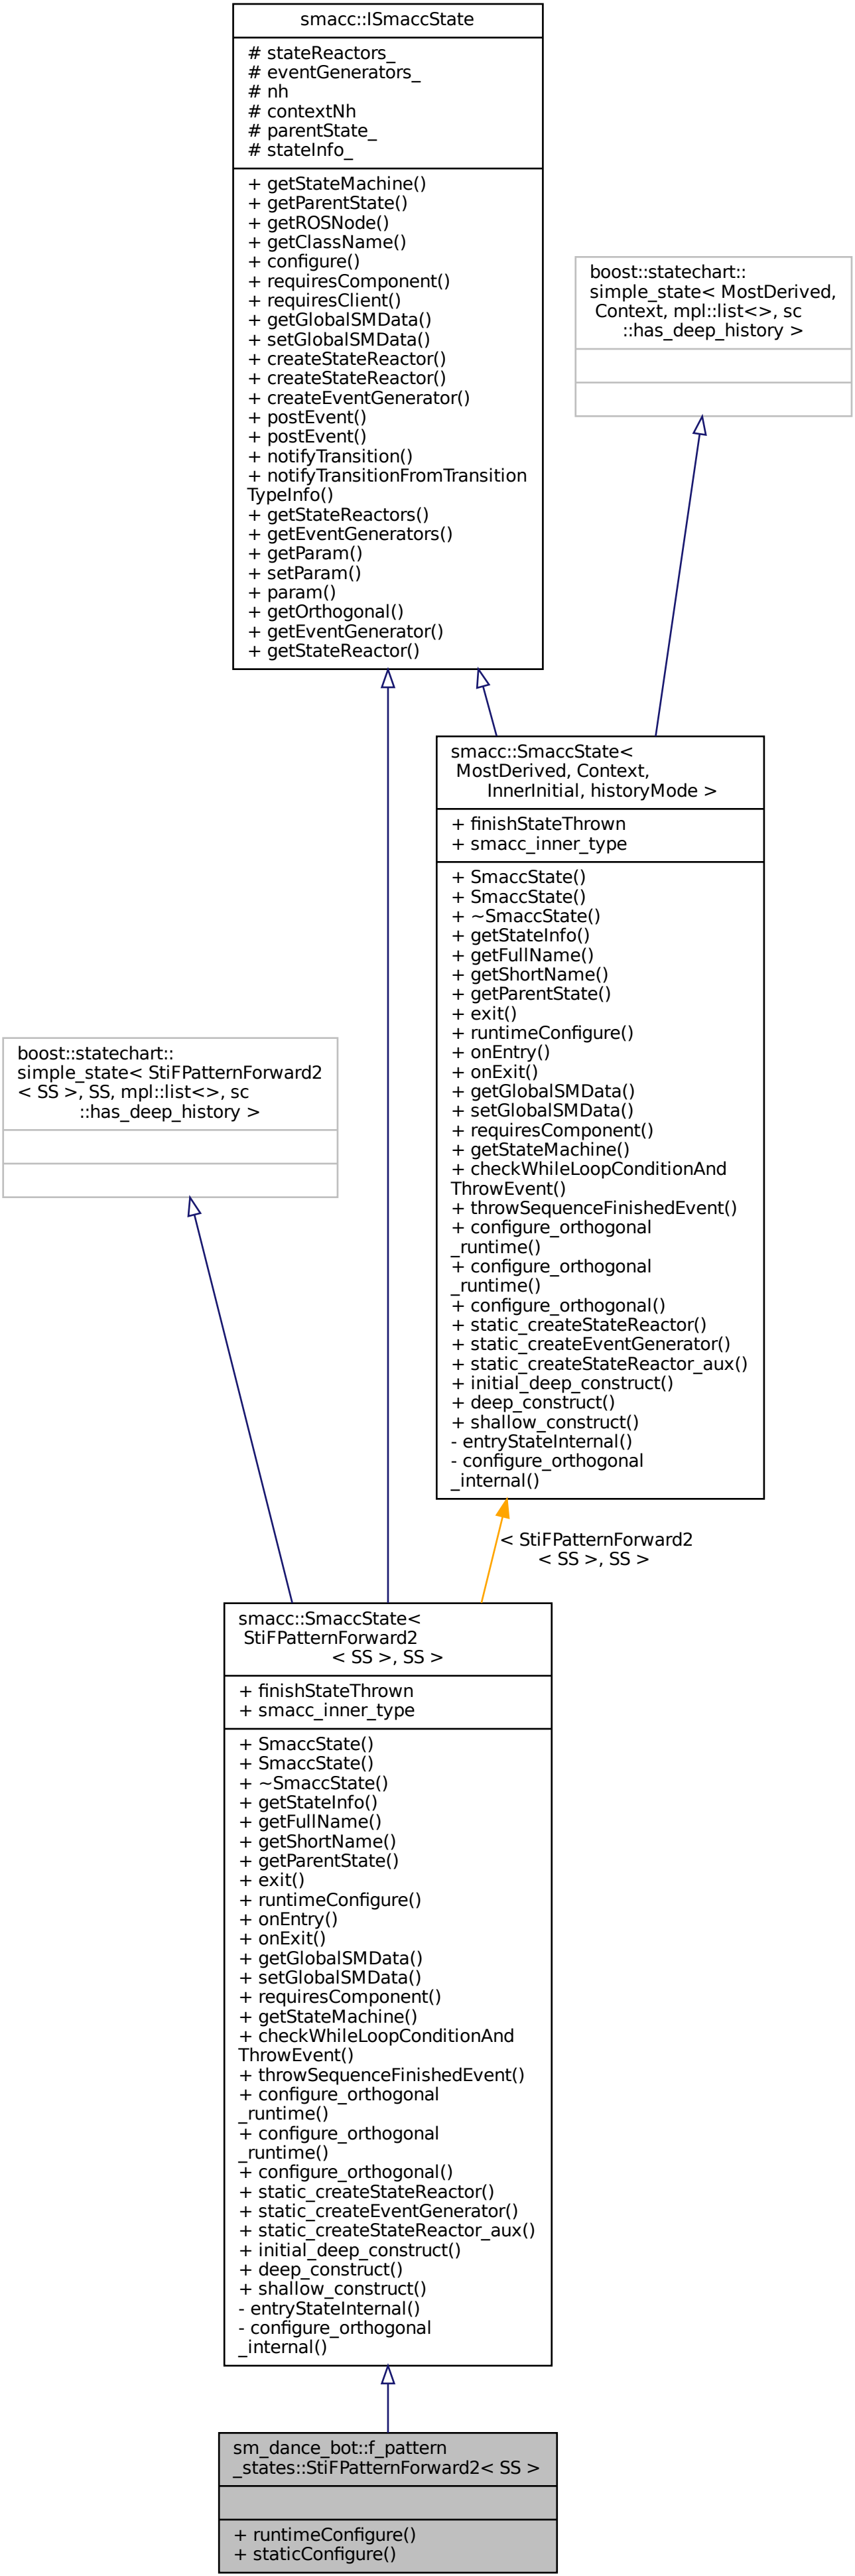 smacc::ISmaccState
# stateReactors_
# eventGenerators_
# nh
# contextNh
# parentState_
# stateInfo_
+ getStateMachine()
+ getParentState()
+ getROSNode()
+ getClassName()
+ configure()
+ requiresComponent()
+ requiresClient()
+ getGlobalSMData()
+ setGlobalSMData()
+ createStateReactor()
+ createStateReactor()
+ createEventGenerator()
+ postEvent()
+ postEvent()
+ notifyTransition()
+ notifyTransitionFromTransition
TypeInfo()
+ getStateReactors()
+ getEventGenerators()
+ getParam()
+ setParam()
+ param()
+ getOrthogonal()
+ getEventGenerator()
+ getStateReactor()
boost::statechart::
simple_state< MostDerived,
Context, mpl::list<>, sc
::has_deep_history >
smacc::SmaccState<
MostDerived, Context,
InnerInitial, historyMode >
+ finishStateThrown
+ smacc_inner_type
+ SmaccState()
+ SmaccState()
+ ~SmaccState()
+ getStateInfo()
+ getFullName()
+ getShortName()
+ getParentState()
+ exit()
+ runtimeConfigure()
+ onEntry()
+ onExit()
+ getGlobalSMData()
+ setGlobalSMData()
+ requiresComponent()
+ getStateMachine()
+ checkWhileLoopConditionAnd
ThrowEvent()
+ throwSequenceFinishedEvent()
+ configure_orthogonal
_runtime()
+ configure_orthogonal
_runtime()
+ configure_orthogonal()
+ static_createStateReactor()
+ static_createEventGenerator()
+ static_createStateReactor_aux()
+ initial_deep_construct()
+ deep_construct()
+ shallow_construct()
- entryStateInternal()
- configure_orthogonal
_internal()
boost::statechart::
simple_state< StiFPatternForward2
< SS >, SS, mpl::list<>, sc
::has_deep_history >
< StiFPatternForward2
< SS >, SS >
smacc::SmaccState<
StiFPatternForward2
< SS >, SS >
+ finishStateThrown
+ smacc_inner_type
+ SmaccState()
+ SmaccState()
+ ~SmaccState()
+ getStateInfo()
+ getFullName()
+ getShortName()
+ getParentState()
+ exit()
+ runtimeConfigure()
+ onEntry()
+ onExit()
+ getGlobalSMData()
+ setGlobalSMData()
+ requiresComponent()
+ getStateMachine()
+ checkWhileLoopConditionAnd
ThrowEvent()
+ throwSequenceFinishedEvent()
+ configure_orthogonal
_runtime()
+ configure_orthogonal
_runtime()
+ configure_orthogonal()
+ static_createStateReactor()
+ static_createEventGenerator()
+ static_createStateReactor_aux()
+ initial_deep_construct()
+ deep_construct()
+ shallow_construct()
- entryStateInternal()
- configure_orthogonal
_internal()
sm_dance_bot::f_pattern
_states::StiFPatternForward2< SS >
+ runtimeConfigure()
+ staticConfigure()